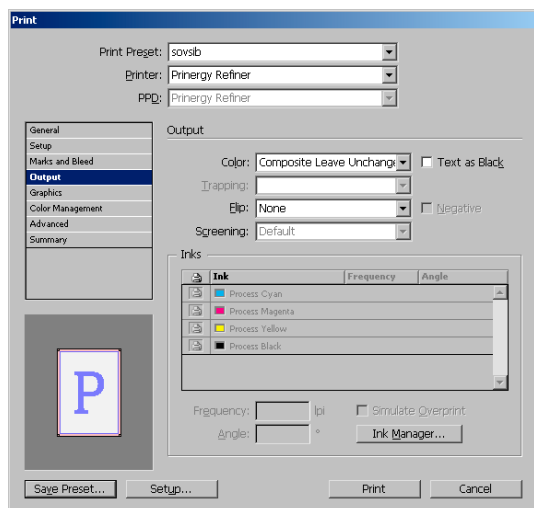 Print
Print Preset: sovsib
Printer: Prinergy Refiner
PPD: Prinergy Refiner
General
Setup
Marks and Bleed
Output
Graphics
Color Management
Advanced
Summary
Output
Color: Composite Leave Unchange Text as Black
Trapping:
Flip: None Negative
Screening: Default
Inks
Ink Frequency Angle
Process Cyan
Process Magenta
Process Yellow
Process Black
Frequency: lpi Simulate Overprint
Angle: ° Ink Manager...
P
Save Preset... Setup... Print Cancel